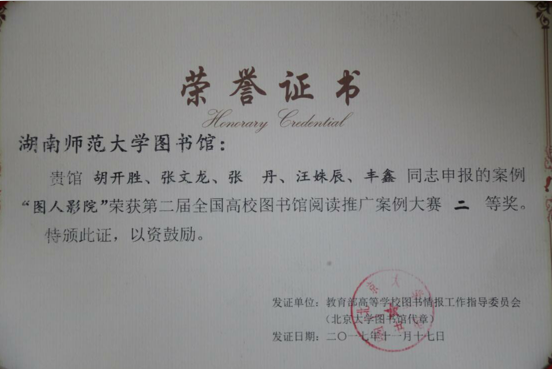 荣誉证书
Honorary Credential
湖南师范大学图书馆：
贵馆 胡开胜、张文龙、张 丹、汪姝辰、丰鑫 同志申报的案例
“图人影院”荣获第二届全国高校图书馆阅读推广案例大赛 二 等奖。
特颁此证，以资鼓励。
发证单位：教育部高等学校图书情报工作指导委员会
（北京大学图书馆代章）
发证日期：二〇一七年十一月十七日